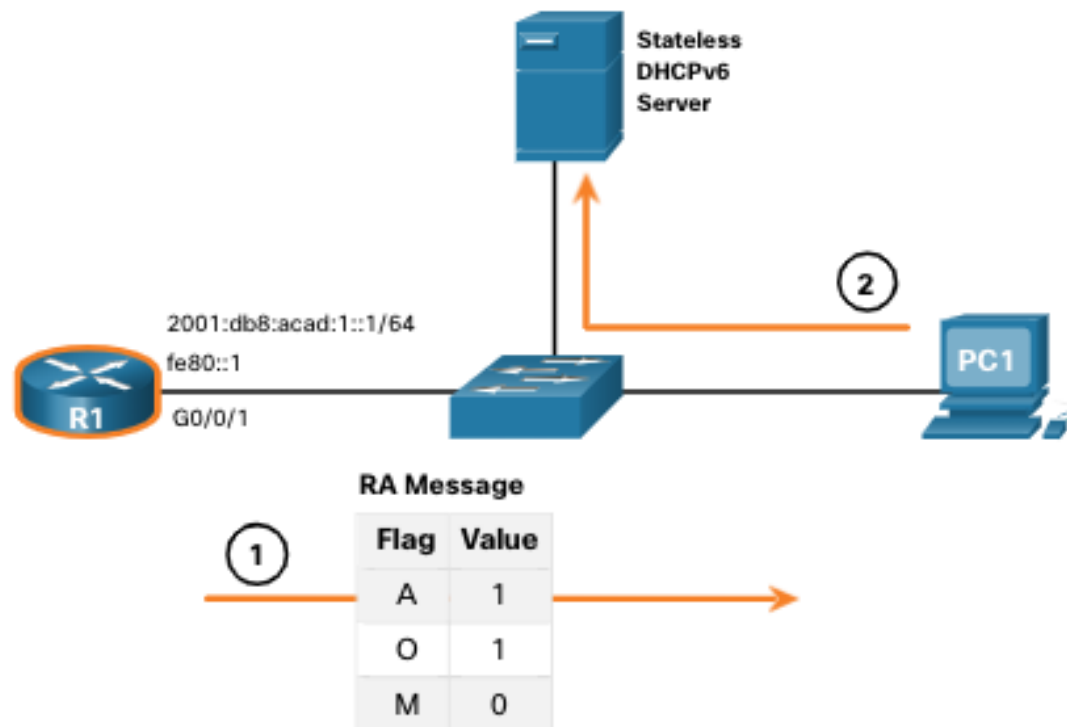 Stateless
DHCPv6
Server
2
2001:db8:acad:1::1/64
fe80::1
PC1
R1
G0/0/1
RA Message
1
Flag Value
A 1
O 1
M 0